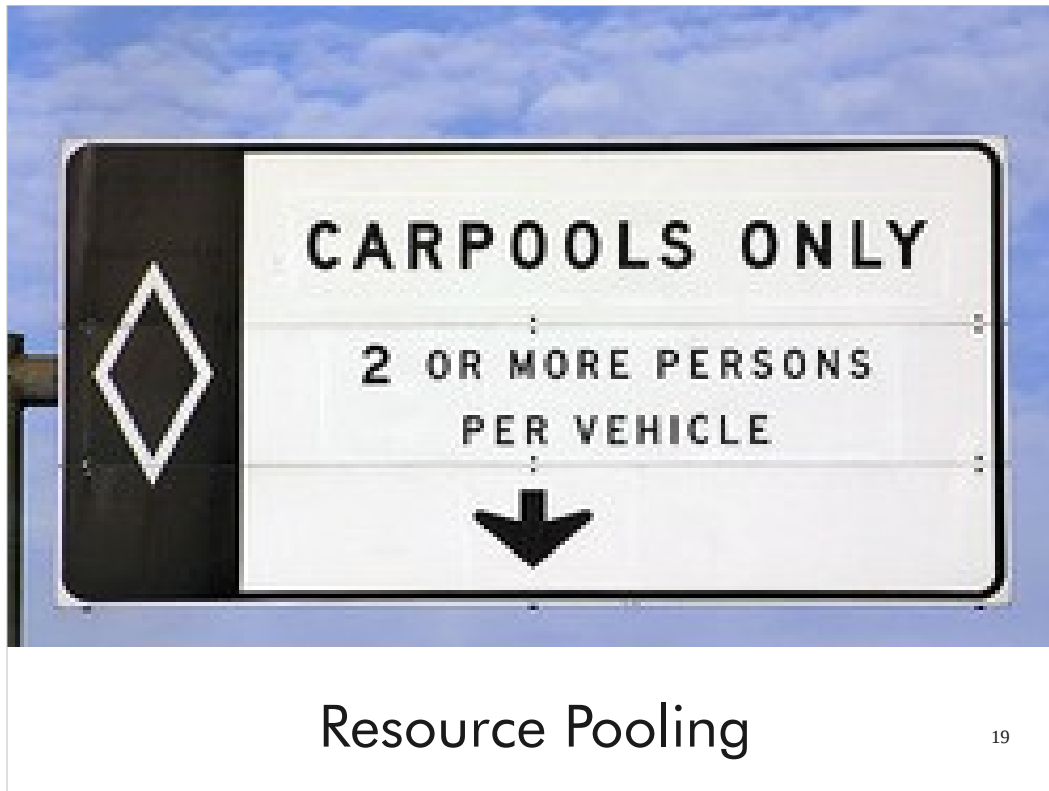 CARPOOLS ONLY
2 OR MORE PERSONS
PER VEHICLE
Resource Pooling
19